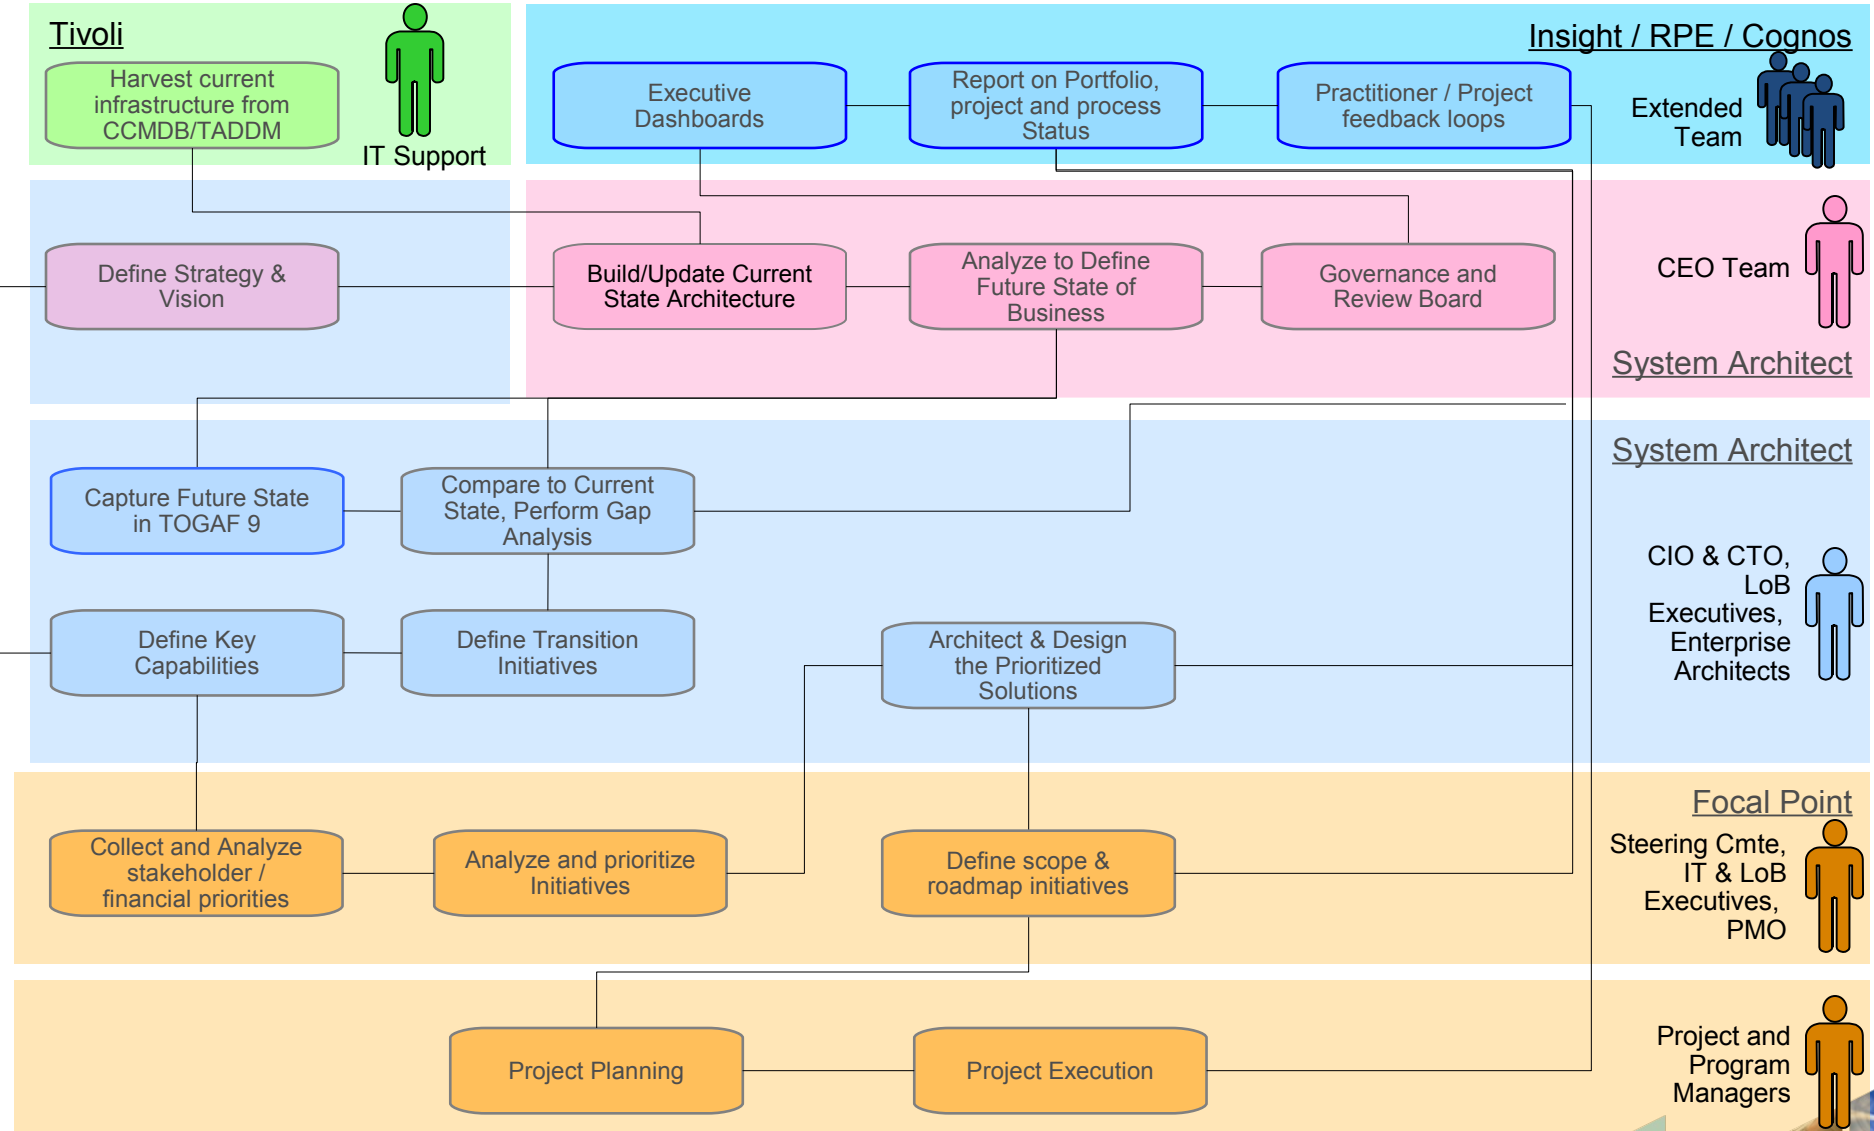 Tivoli
Harvest current
infrastructure from
CCMDB/TADDM
IT Support
Insight / RPE / Cognos
Executive
Dashboards
Report on Portfolio,
project and process
Status
Practitioner / Project
feedback loops
Extended
Team
Define Strategy &
Vision
Build/Update Current
State Architecture
Analyze to Define
Future State of
Business
Governance and
Review Board
CEO Team
System Architect
System Architect
Capture Future State
in TOGAF 9
Compare to Current
State, Perform Gap
Analysis
CIO & CTO,
LoB
Executives,
Enterprise
Architects
Define Key
Capabilities
Define Transition
Initiatives
Architect & Design
the Prioritized
Solutions
Focal Point
Collect and Analyze
stakeholder /
financial priorities
Analyze and prioritize
Initiatives
Define scope &
roadmap initiatives
Steering Cmte,
IT & LoB
Executives,
PMO
Project Planning
Project Execution
Project and
Program
Managers